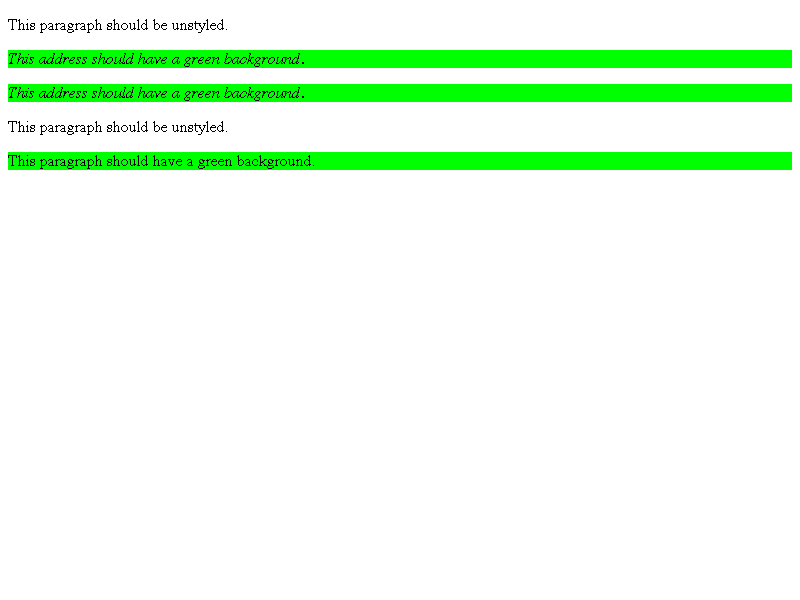 This paragraph should be unstyled.
This address should have a green background.
This address should have a green background.
This paragraph should be unstyled.
This paragraph should have a green background.